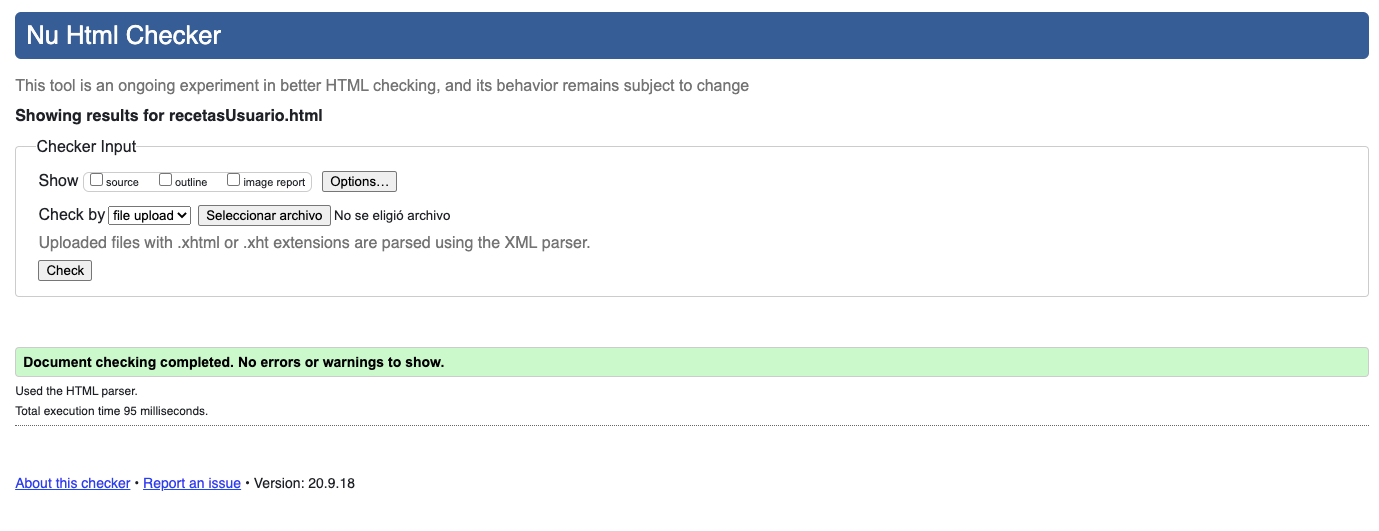 Nu Html Checker
This tool is an ongoing experiment in better HTML checking, and its behavior remains subject to change
Showing results for recetasUsuario.html
Checker Input
Show source outline image report Options...
Check by file upload Seleccionar archivo No se eligió archivo
Uploaded files with .xhtml or .xht extensions are parsed using the XML parser.
Check
Document checking completed. No errors or warnings to show.
Used the HTML parser.
Total execution time 95 milliseconds.
About this checker • Report an issue • Version: 20.9.18